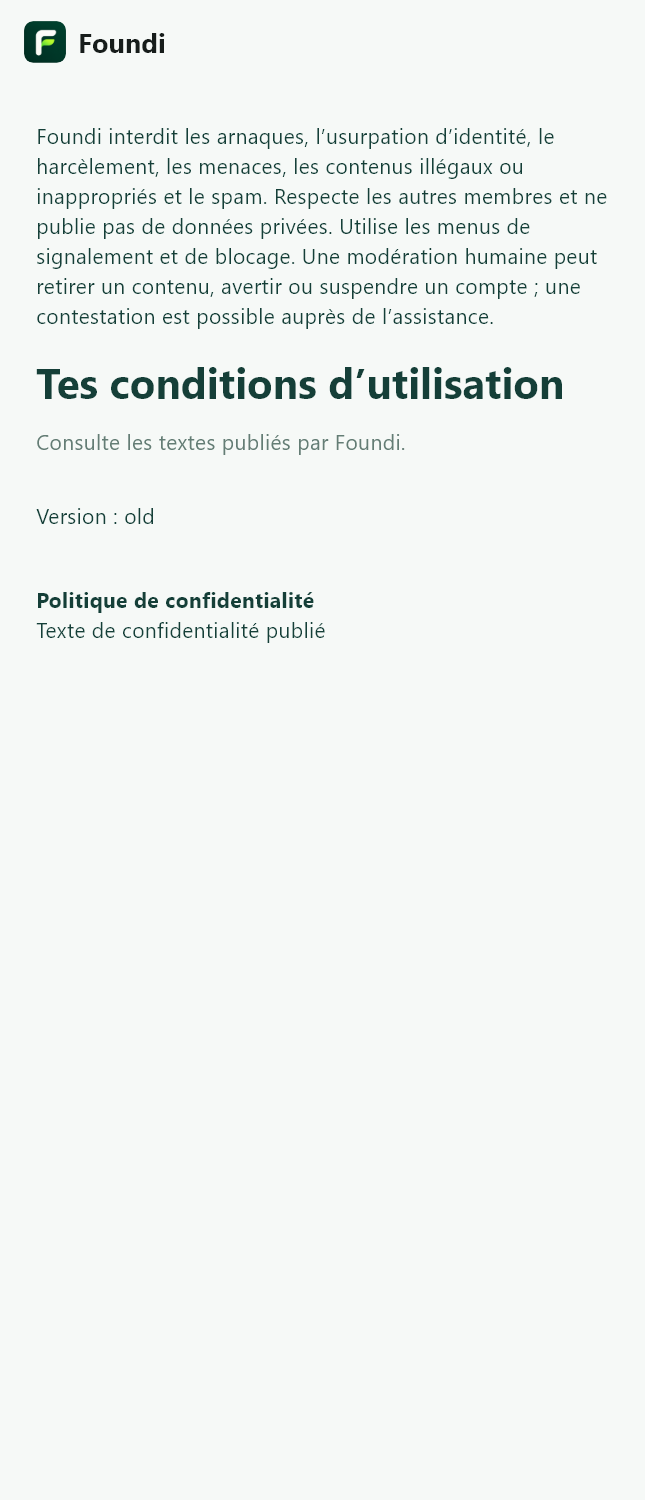 Foundi
Foundi interdit les arnaques, l’usurpation d’identité, le
harcèlement, les menaces, les contenus illégaux ou
inappropriés et le spam. Respecte les autres membres et ne
publie pas de données privées. Utilise les menus de
signalement et de blocage. Une modération humaine peut
retirer un contenu, avertir ou suspendre un compte ; une
contestation est possible auprès de l’assistance.
Tes conditions d’utilisation
Consulte les textes publiés par Foundi.
Version : old
Politique de confidentialité
Texte de confidentialité publié